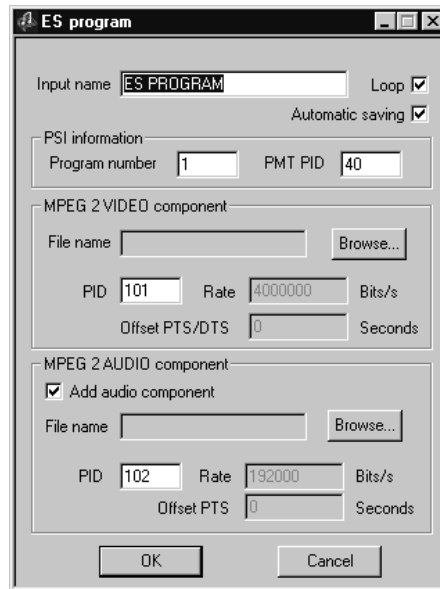 ES program
Input name ES PROGRAM Loop
Automatic saving
PSI information
Program number 1 PMT PID 40
MPEG 2 VIDEO component
File name Browse...
PID 101 Rate 4000000 Bits/s
Offset PTS/DTS 0 Seconds
MPEG 2 AUDIO component
Add audio component
File name Browse...
PID 102 Rate 192000 Bits/s
Offset PTS 0 Seconds
OK Cancel